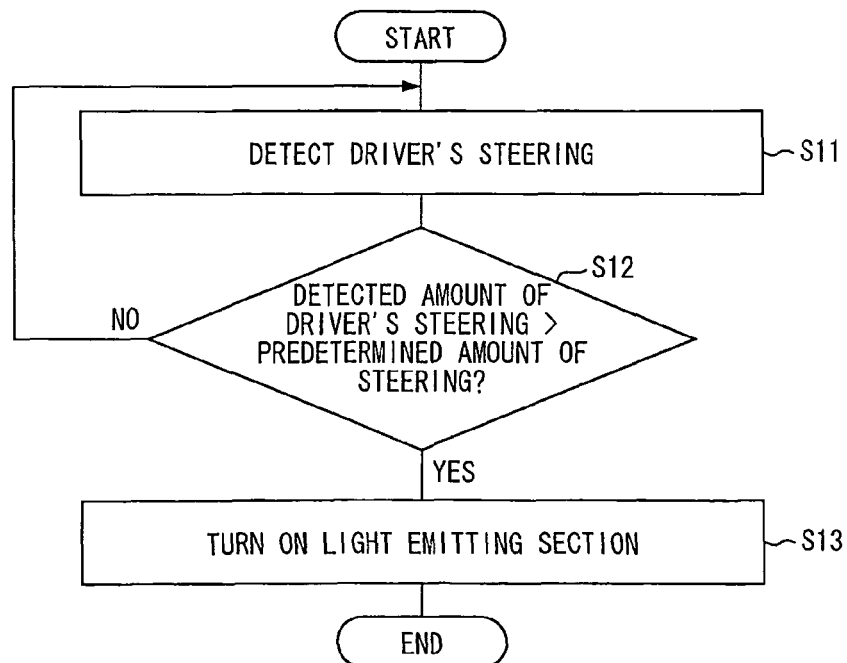 START
DETECT DRIVER'S STEERING
S11
S12
DETECTED AMOUNT OF
DRIVER'S STEERING >
PREDETERMINED AMOUNT OF
STEERING?
NO
YES
TURN ON LIGHT EMITTING SECTION
S13
END